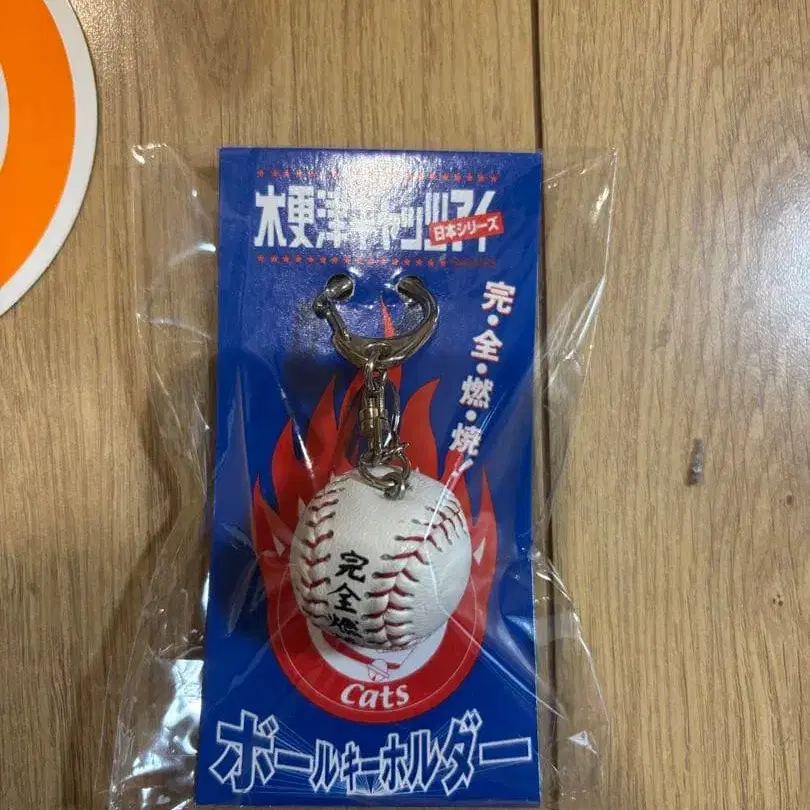 木更津キャッツアイ
日本シリーズ
完・全・燃・焼!
完全燃
Cats
ボールキーホルダー